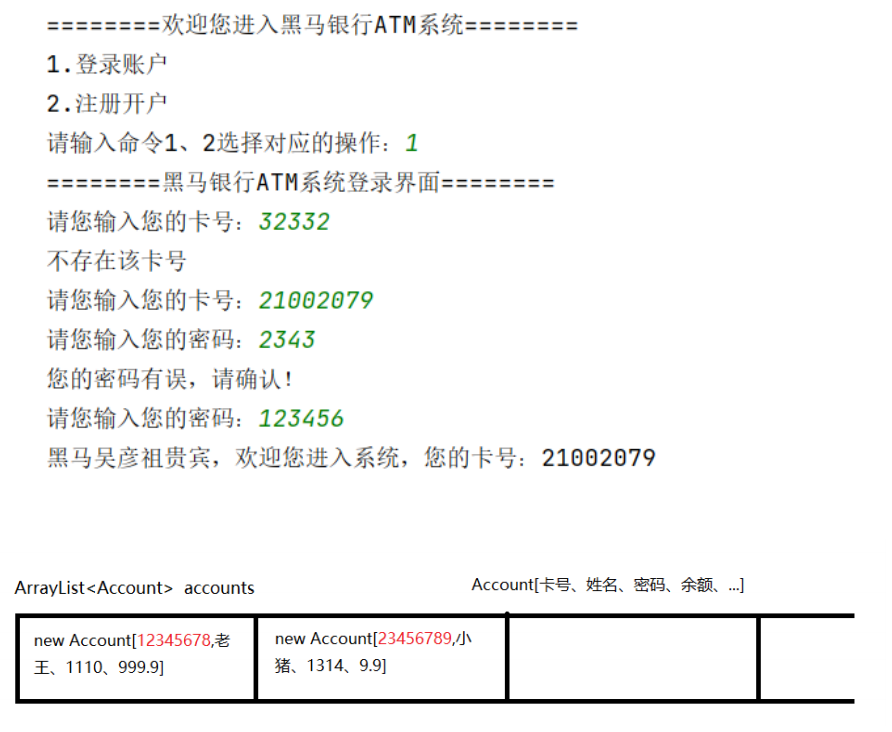 ========欢迎您进入黑马银行ATM系统========
1.登录账户
2.注册开户
请输入命令1、2选择对应的操作：1
========黑马银行ATM系统登录界面========
请您输入您的卡号：32332
不存在该卡号
请您输入您的卡号：21002079
请您输入您的密码：2343
您的密码有误，请确认！
请您输入您的密码：123456
黑马吴彦祖贵宾，欢迎您进入系统，您的卡号：21002079
ArrayList<Account> accounts
Account[卡号、姓名、密码、余额、...]
new Account[12345678,老
王、1110、999.9]
new Account[23456789,小
猪、1314、9.9]